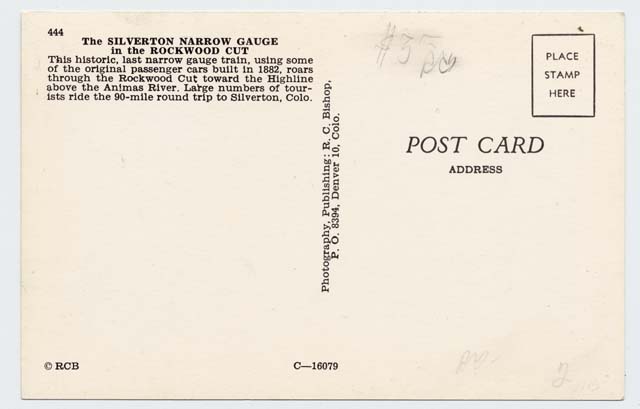 444
The SILVERTON NARROW GAUGE
in the ROCKWOOD CUT
This historic, last narrow gauge train, using some
of the original passenger cars built in 1882, roars
through the Rockwood Cut toward the Highline
above the Animas River. Large numbers of tour-
ists ride the 90-mile round trip to Silverton, Colo.
Photography, Publishing: R. C. Bishop,
P. O. 8394, Denver 10, Colo.
#35
PLACE
STAMP
HERE
POST CARD
ADDRESS
© RCB
C—16079
2